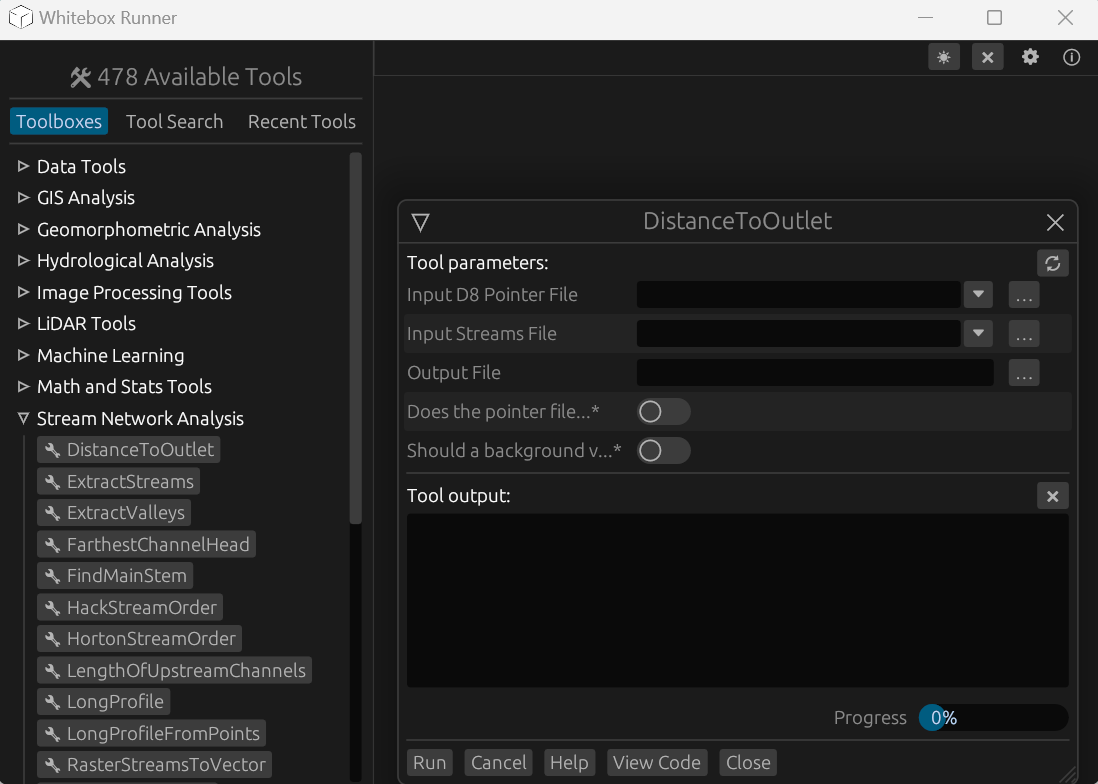 Whitebox Runner
478 Available Tools
Toolboxes Tool Search Recent Tools
Data Tools
GIS Analysis
Geomorphometric Analysis
Hydrological Analysis
Image Processing Tools
LiDAR Tools
Machine Learning
Math and Stats Tools
Stream Network Analysis
DistanceToOutlet
ExtractStreams
ExtractValleys
FarthestChannelHead
FindMainStem
HackStreamOrder
HortonStreamOrder
LengthOfUpstreamChannels
LongProfile
LongProfileFromPoints
RasterStreamsToVector
DistanceToOutlet
Tool parameters:
Input D8 Pointer File ...
Input Streams File ...
Output File ...
Does the pointer file...*
Should a background v...*
Tool output:
Progress 0%
Run Cancel Help View Code Close